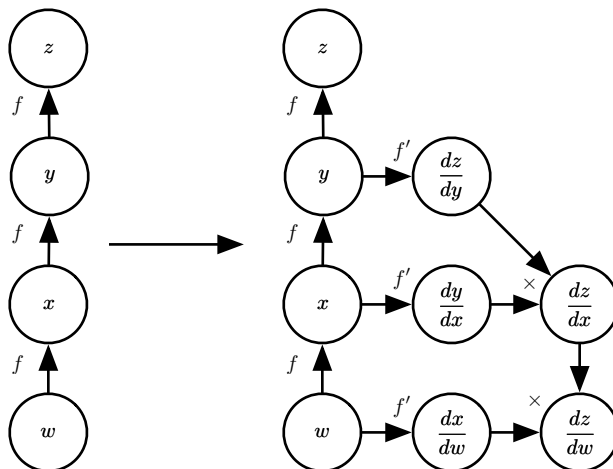 z z
f f
y f′ dz/dy
f f
x f′ dy/dx × dz/dx
f f
w f′ dx/dw × dz/dw